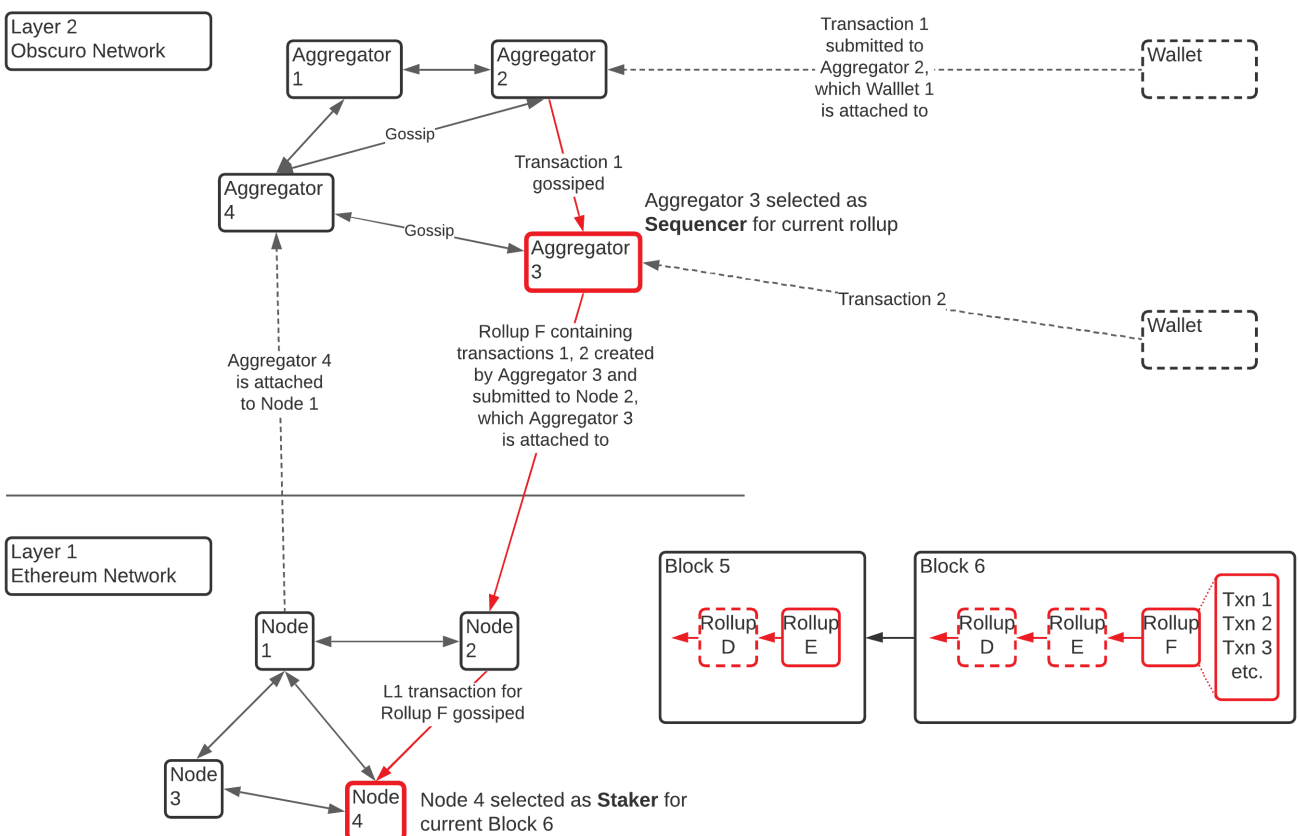 Layer 2
Obscuro Network
Aggregator
1
Aggregator
2
Transaction 1
submitted to
Aggregator 2,
which Walllet 1
is attached to
Wallet
Gossip
Transaction 1
gossiped
Aggregator
4
Gossip
Aggregator 3 selected as
Sequencer for current rollup
Aggregator
3
Transaction 2
Wallet
Rollup F containing
transactions 1, 2 created
by Aggregator 3 and
submitted to Node 2,
which Aggregator 3
is attached to
Aggregator 4
is attached
to Node 1
Layer 1
Ethereum Network
Node
1
Node
2
L1 transaction for
Rollup F gossiped
Node
3
Node
4
Node 4 selected as Staker for
current Block 6
Block 5
Rollup
D
Rollup
E
Block 6
Rollup
D
Rollup
E
Rollup
F
Txn 1
Txn 2
Txn 3
etc.